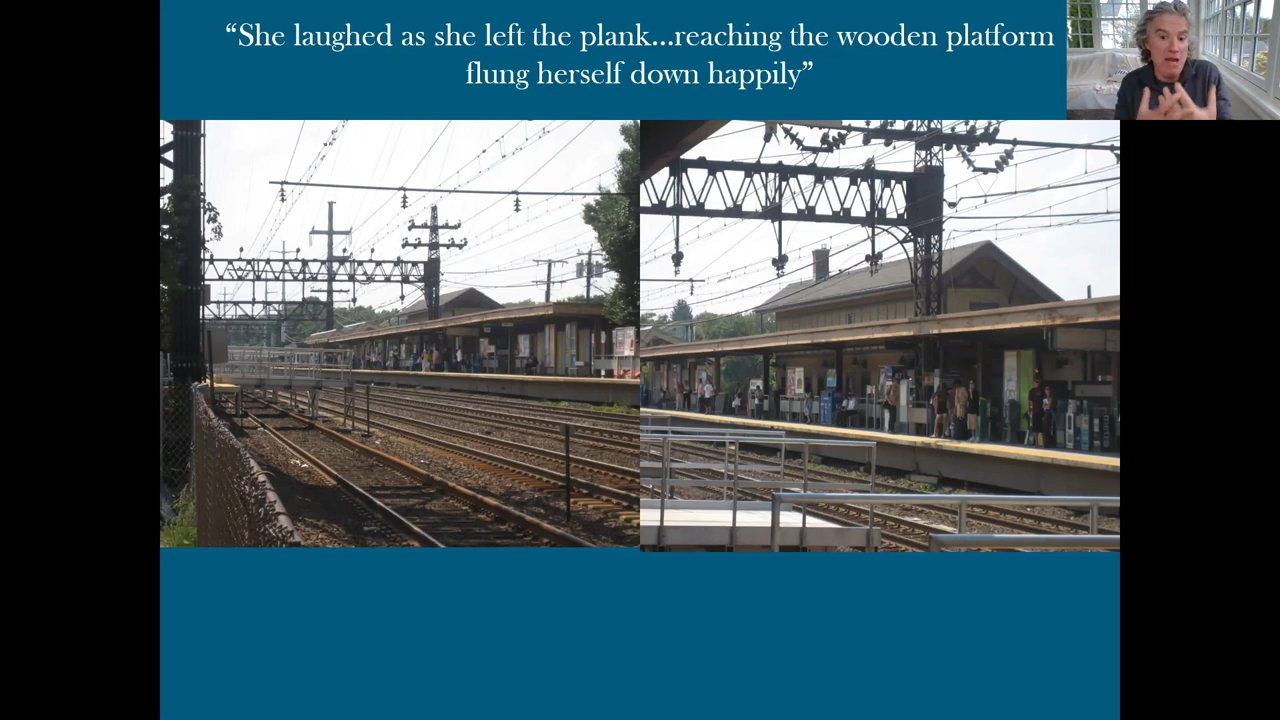 “She laughed as she left the plank...reaching the wooden platform
flung herself down happily”